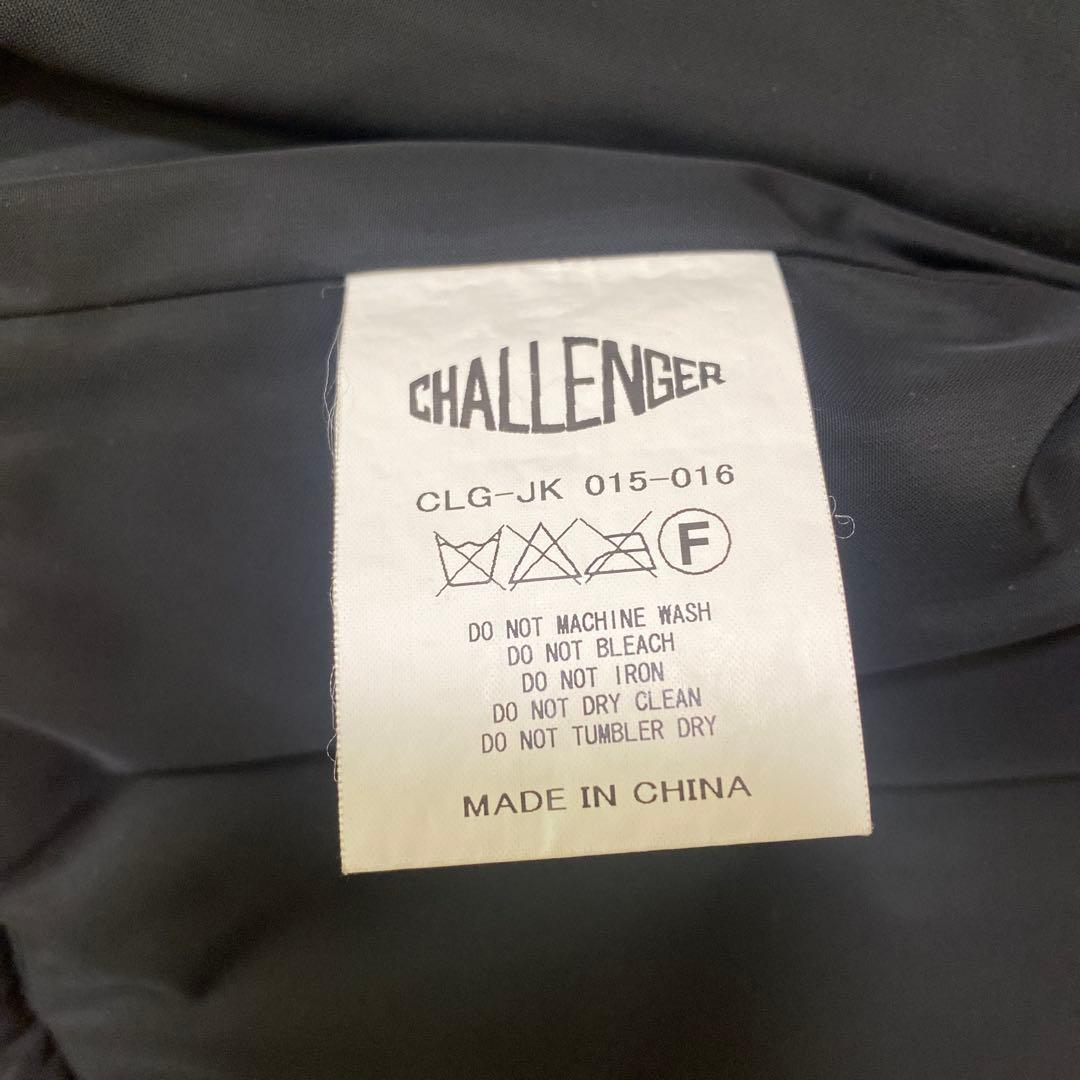 CHALLENGER
CLG-JK 015-016
F
DO NOT MACHINE WASH
DO NOT BLEACH
DO NOT IRON
DO NOT DRY CLEAN
DO NOT TUMBLER DRY
MADE IN CHINA